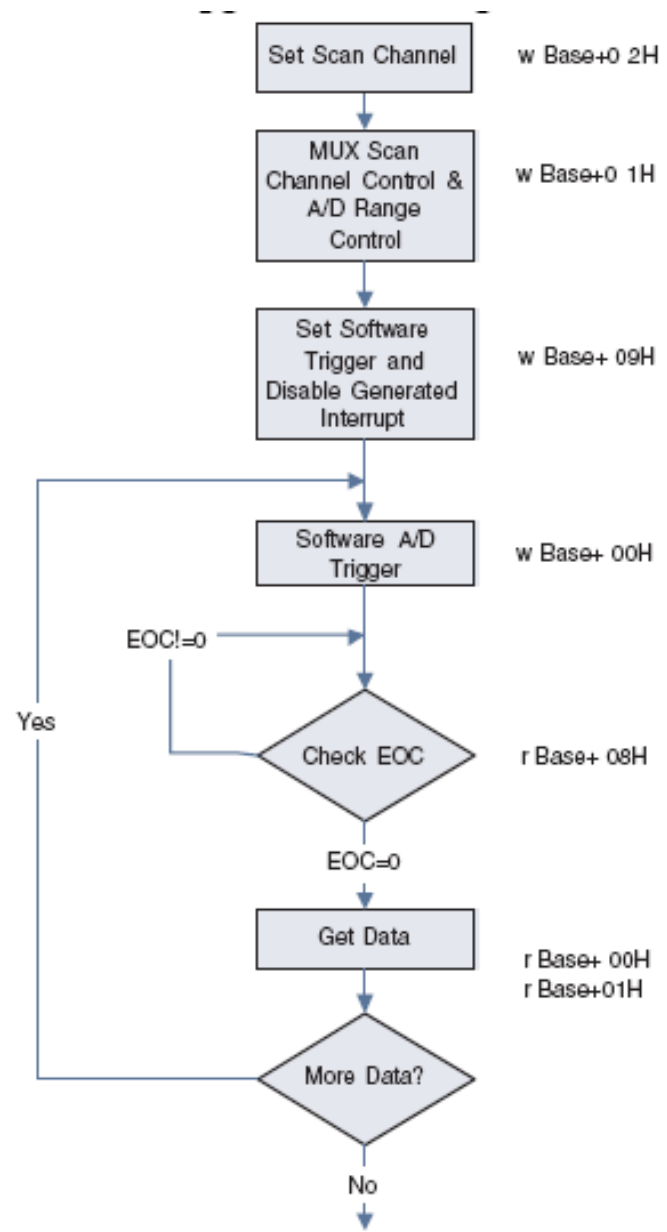 Set Scan Channel
w Base+0 2H
MUX Scan
Channel Control &
A/D Range
Control
w Base+0 1H
Set Software
Trigger and
Disable Generated
Interrupt
w Base+ 09H
Software A/D
Trigger
w Base+ 00H
EOC!=0
Yes
Check EOC
r Base+ 08H
EOC=0
Get Data
r Base+ 00H
r Base+01H
More Data?
No